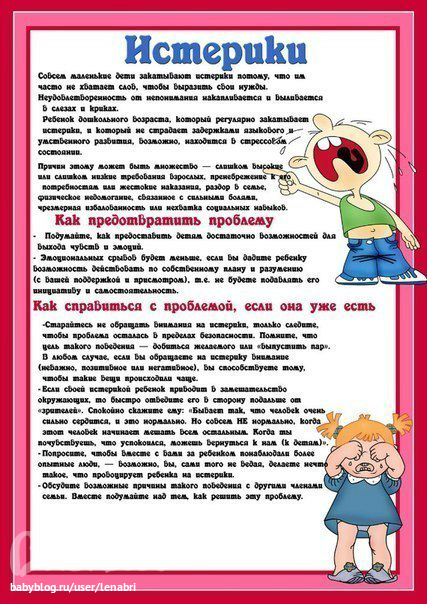 Истерики
Совсем маленькие дети закатывают истерики потому, что им
часто не хватает слов, чтобы выразить свои нужды.
Неудовлетворенность от непонимания накапливается и выливается
в слезах и криках.
Ребенок дошкольного возраста, который регулярно закатывает
истерики, и который не страдает задержками языкового и
умственного развития, возможно, находится в стрессовом
состоянии.
Причин этому может быть множество — слишком высокие
или слишком низкие требования взрослых, пренебрежение к его
потребностям или жестокие наказания, раздор в семье,
физическое недомогание, связанное с сильными болями,
чрезмерная избалованность или нехватка социальных навыков.
Как предотвратить проблему
- Подумайте, как предоставить детям достаточно возможностей для
выхода чувств и эмоций.
- Эмоциональных срывов будет меньше, если вы дадите ребенку
возможность действовать по собственному плану и разумению
(с вашей поддержкой и присмотром), т.е. не будете подавлять его
инициативу и самостоятельность.
Как справиться с проблемой, если она уже есть
-Старайтесь не обращать внимания на истерики, только следите,
чтобы проблема осталась в пределах безопасности. Помните, что
цель такого поведения — добиться желаемого или «выпустить пар».
В любом случае, если вы обращаете на истерику внимание
(неважно, позитивное или негативное), вы способствуете тому,
чтобы такие вещи происходили чаще.
-Если своей истерикой ребенок приводит в замешательство
окружающих, то быстро отведите его в сторону подальше от
«зрителей». Спокойно скажите ему: «Бывает так, что человек очень
сильно сердится, и это нормально. Но совсем НЕ нормально, когда
этот человек начинает мешать всем остальным. Когда ты
почувствуешь, что успокоился, можешь вернуться к нам (к детям)».
-Попросите, чтобы вместе с вами за ребенком понаблюдали более
опытные люди, — возможно, вы, сами того не ведая, делаете нечто
такое, что провоцирует ребенка на истерики.
-Обсудите возможные причины такого поведения с другими членами
семьи. Вместе подумайте над тем, как решить эту проблему.
babyblog.ru/user/lenabri